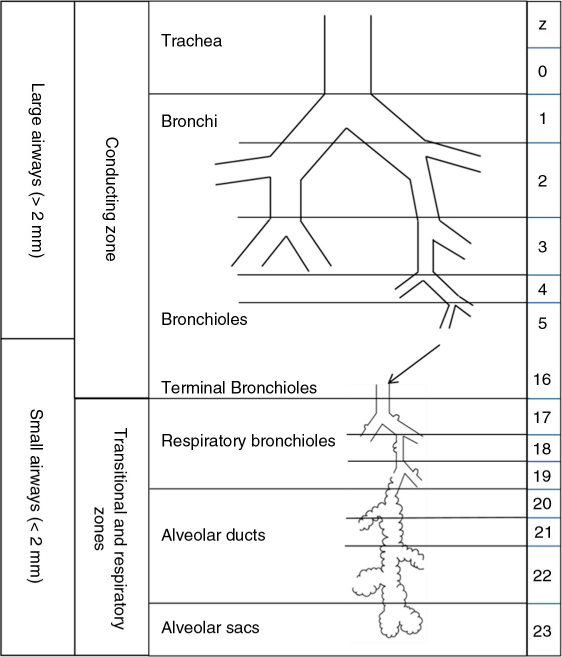 Large airways (> 2 mm)
Small airways (< 2 mm)
Conducting zone
Transitional and respiratory
zones
Trachea
Bronchi
Bronchioles
Terminal Bronchioles
Respiratory bronchioles
Alveolar ducts
Alveolar sacs
z
0
1
2
3
4
5
16
17
18
19
20
21
22
23